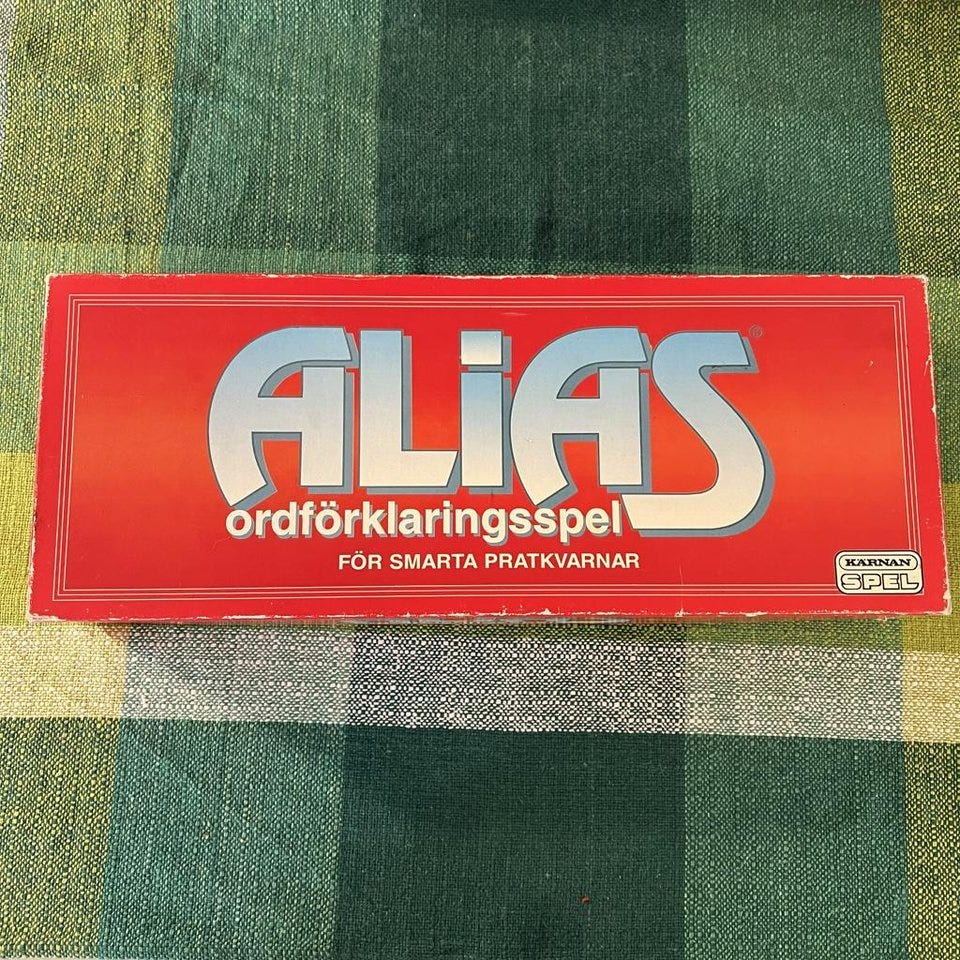 ALiAS®
ordförklaringsspel
FÖR SMARTA PRATKVARNAR
KÄRNAN
SPEL